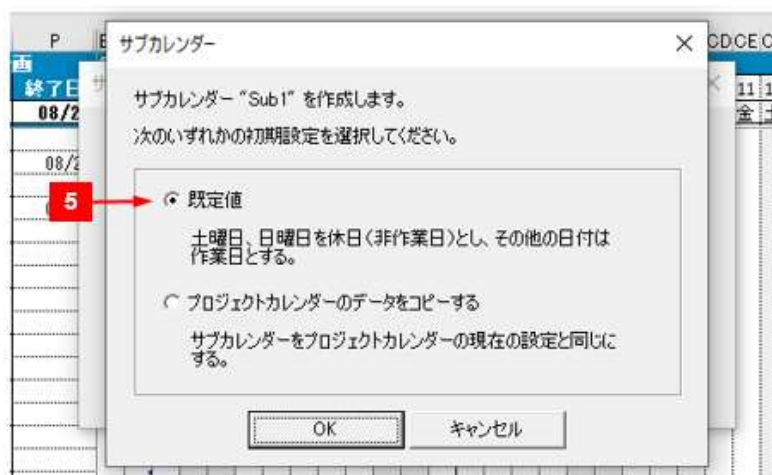 P
E
CDCEC
サブカレンダー
画
終了日
サ
11
1
08/2
金
土
サブカレンダー "Sub1" を作成します。
次のいずれかの初期設定を選択してください。
08/2
5
既定値
土曜日、日曜日を休日(非作業日)とし、その他の日付は
作業日とする。
プロジェクトカレンダーのデータをコピーする
サブカレンダーをプロジェクトカレンダーの現在の設定と同じに
する。
OK
キャンセル